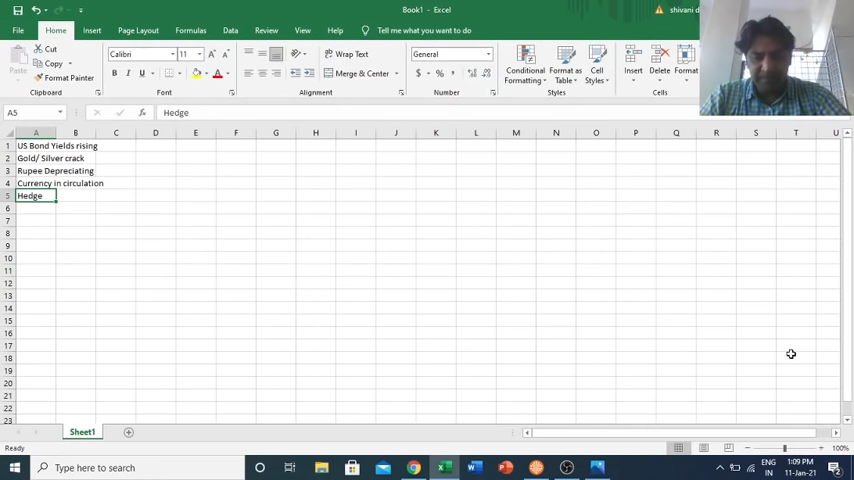 Book1 - Excel
shivani d
File Home Insert Page Layout Formulas Data Review View Help Tell me what you want to do
Cut
Copy
Format Painter
Paste
Clipboard
Calibri 11
B I U
Font
Wrap Text
Merge & Center
Alignment
General
$ % ,
Number
Conditional Formatting
Format as Table
Cell Styles
Styles
Insert Delete Format
Cells
A5 fx Hedge
A B C D E F G H I J K L M N O P Q R S T U
1 US Bond Yields rising
2 Gold/ Silver crack
3 Rupee Depreciating
4 Currency in circulation
5 Hedge
6
7
8
9
10
11
12
13
14
15
16
17
18
19
20
21
22
23
Sheet1
Ready 100%
Type here to search
ENG 1:09 PM
IN 11-Jan-21
2